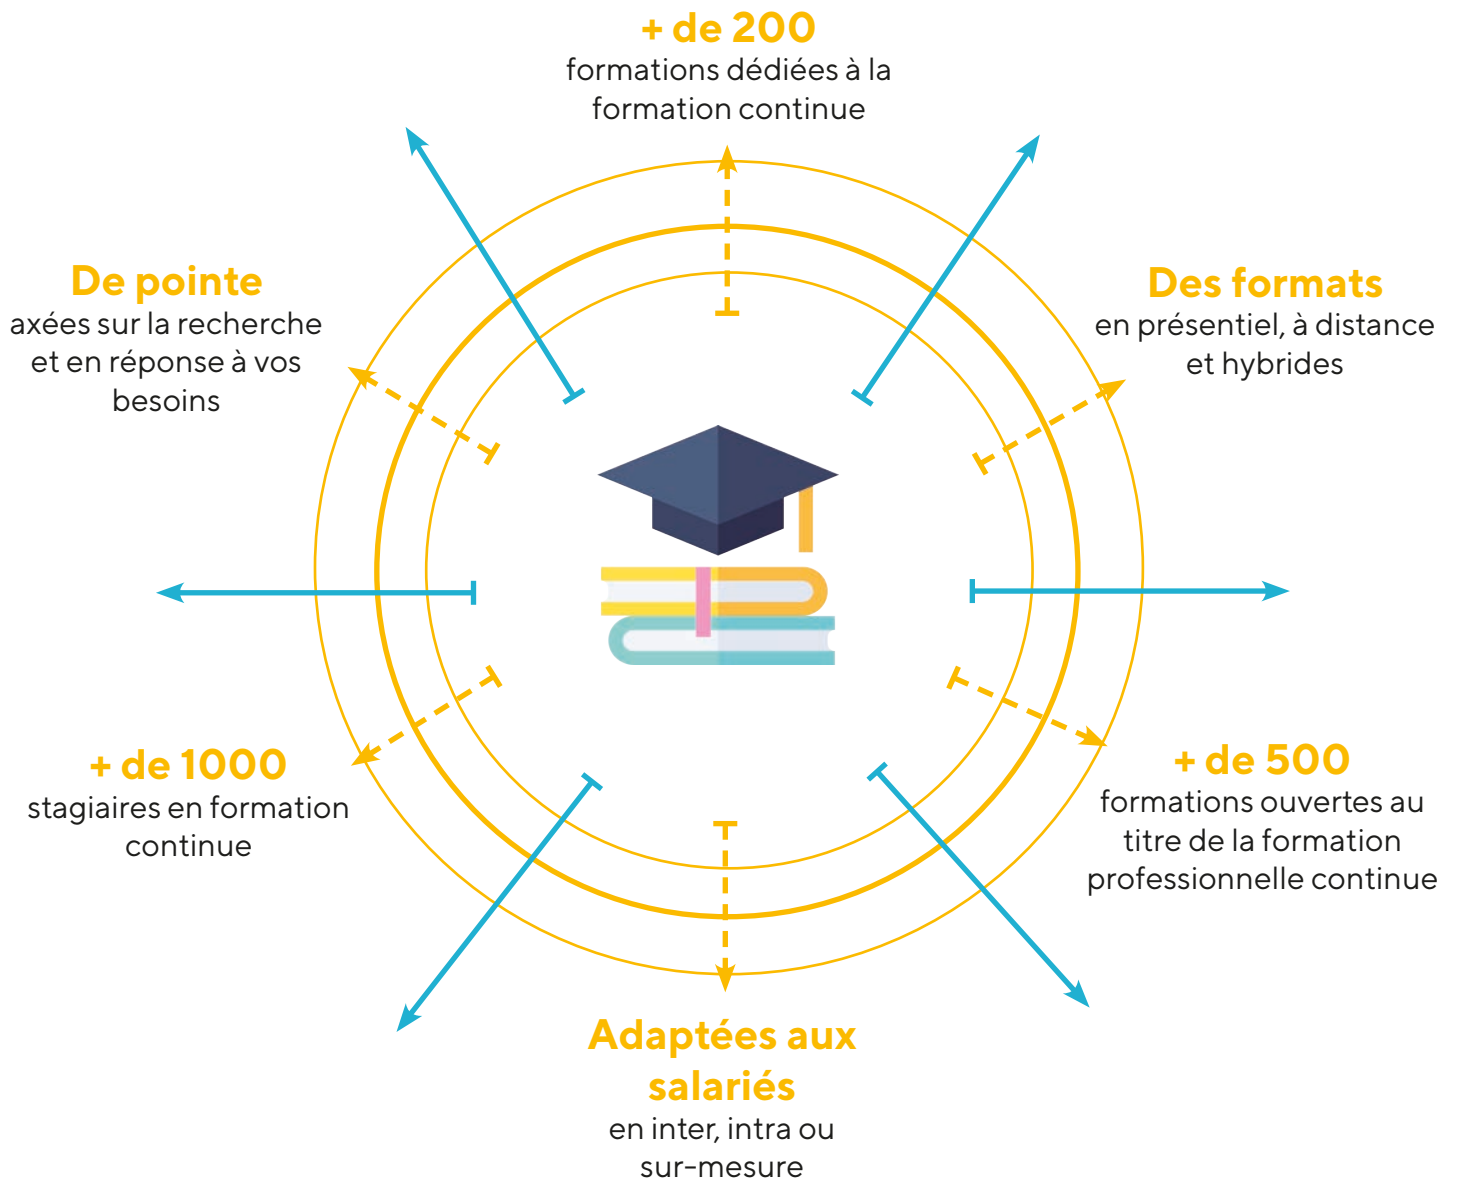 + de 200
formations dédiées à la
formation continue
De pointe
axées sur la recherche
et en réponse à vos
besoins
Des formats
en présentiel, à distance
et hybrides
+ de 1000
stagiaires en formation
continue
+ de 500
formations ouvertes au
titre de la formation
professionnelle continue
Adaptées aux
salariés
en inter, intra ou
sur-mesure